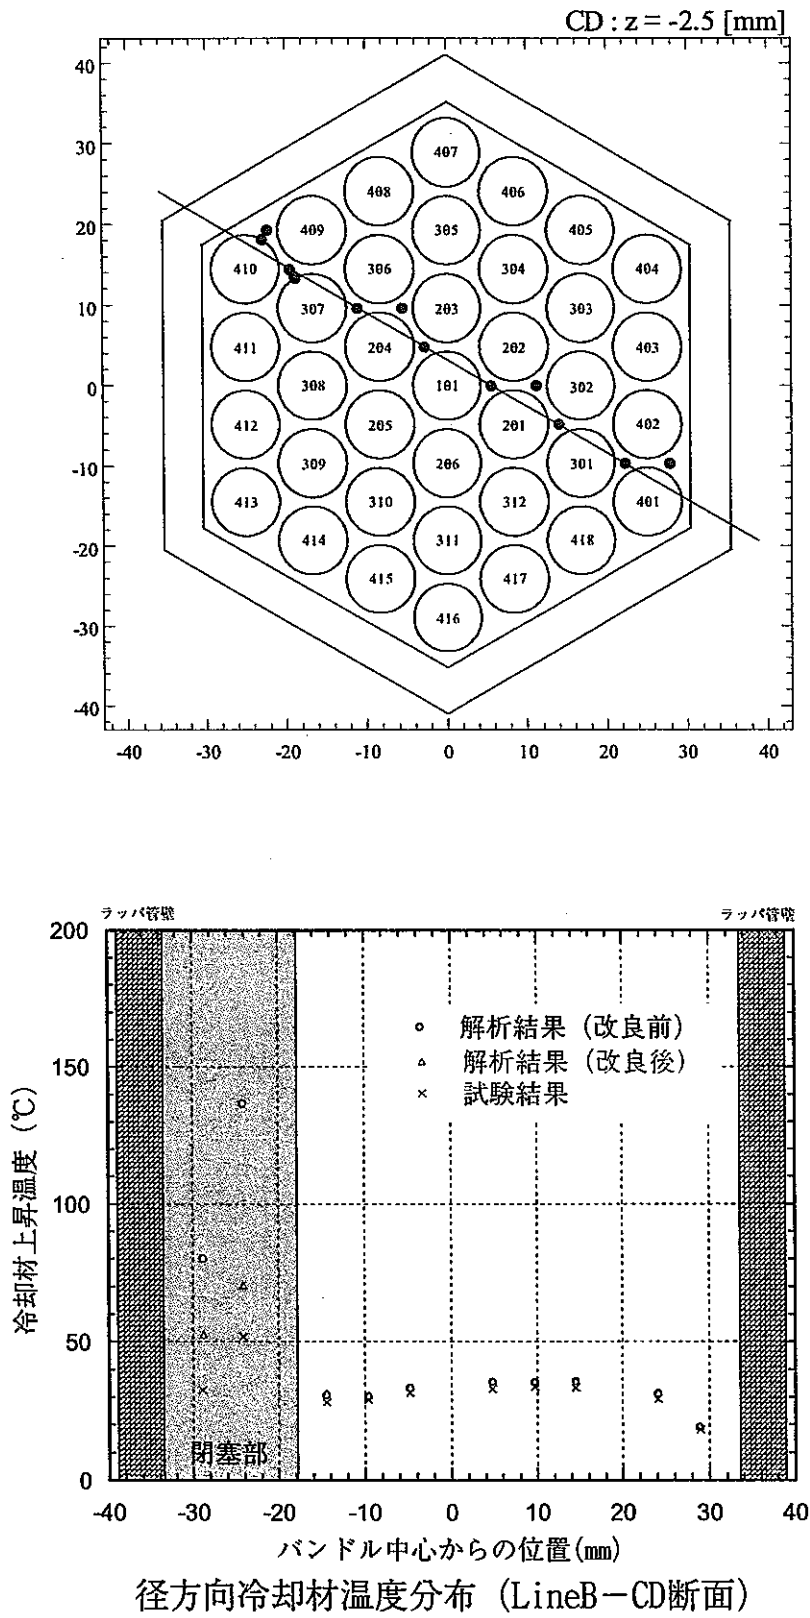 CD : z = -2.5 [mm]
40
30
20
10
0
-10
-20
-30
-40
407
408 406
409 305 405
410 306 304 404
307 203 303
411 204 202 403
308 101 302
412 205 201 402
309 206 301
413 310 312 401
414 311 418
415 417
416
-40 -30 -20 -10 0 10 20 30 40
ラッパ管壁 ラッパ管壁
200
150
100
50
0
冷却材上昇温度 (℃)
解析結果 (改良前)
解析結果 (改良後)
試験結果
閉塞部
-40 -30 -20 -10 0 10 20 30 40
バンドル中心からの位置(mm)
径方向冷却材温度分布 (LineB－CD断面)